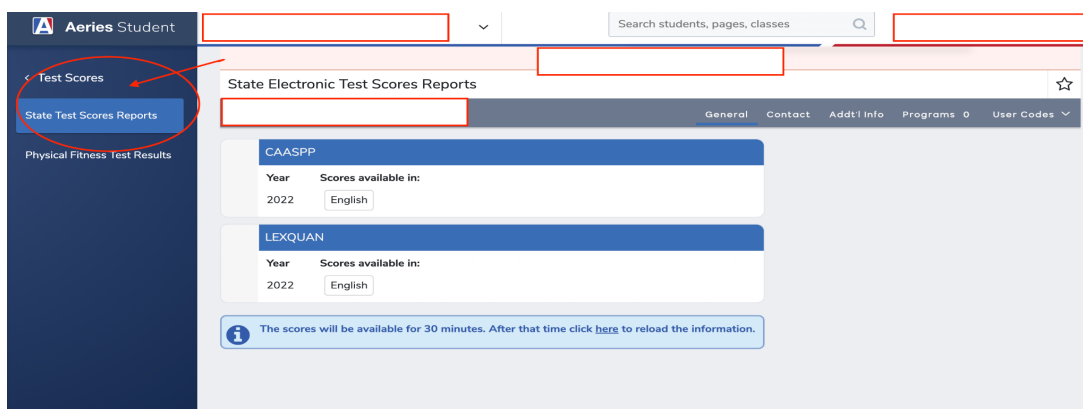 Aeries Student
Search students, pages, classes
< Test Scores
State Test Scores Reports
Physical Fitness Test Results
State Electronic Test Scores Reports
General Contact Addt'l Info Programs 0 User Codes
CAASPP
Year Scores available in:
2022 English
LEXQUAN
Year Scores available in:
2022 English
The scores will be available for 30 minutes. After that time click here to reload the information.